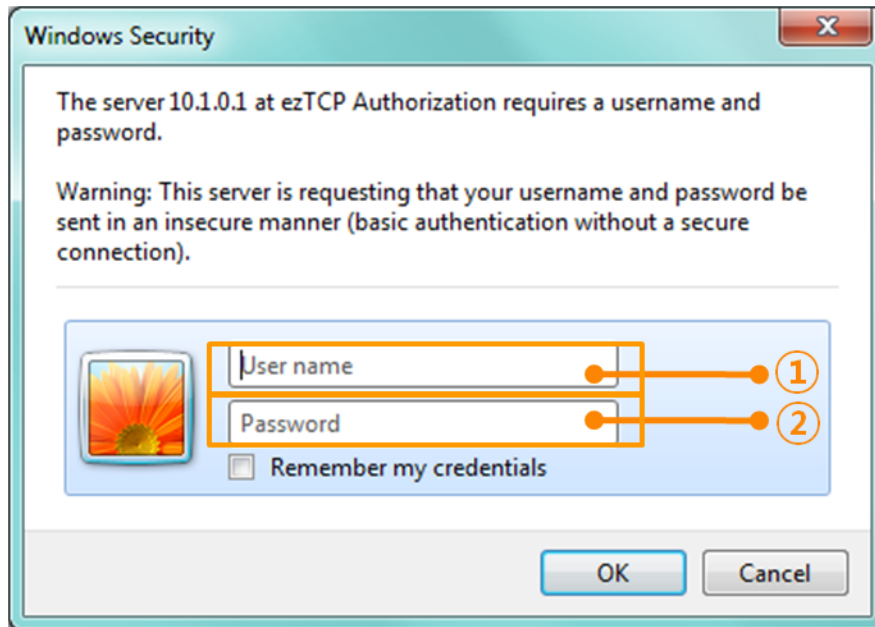 Windows Security
The server 10.1.0.1 at ezTCP Authorization requires a username and
password.
Warning: This server is requesting that your username and password be
sent in an insecure manner (basic authentication without a secure
connection).
User name ①
Password ②
Remember my credentials
OK Cancel